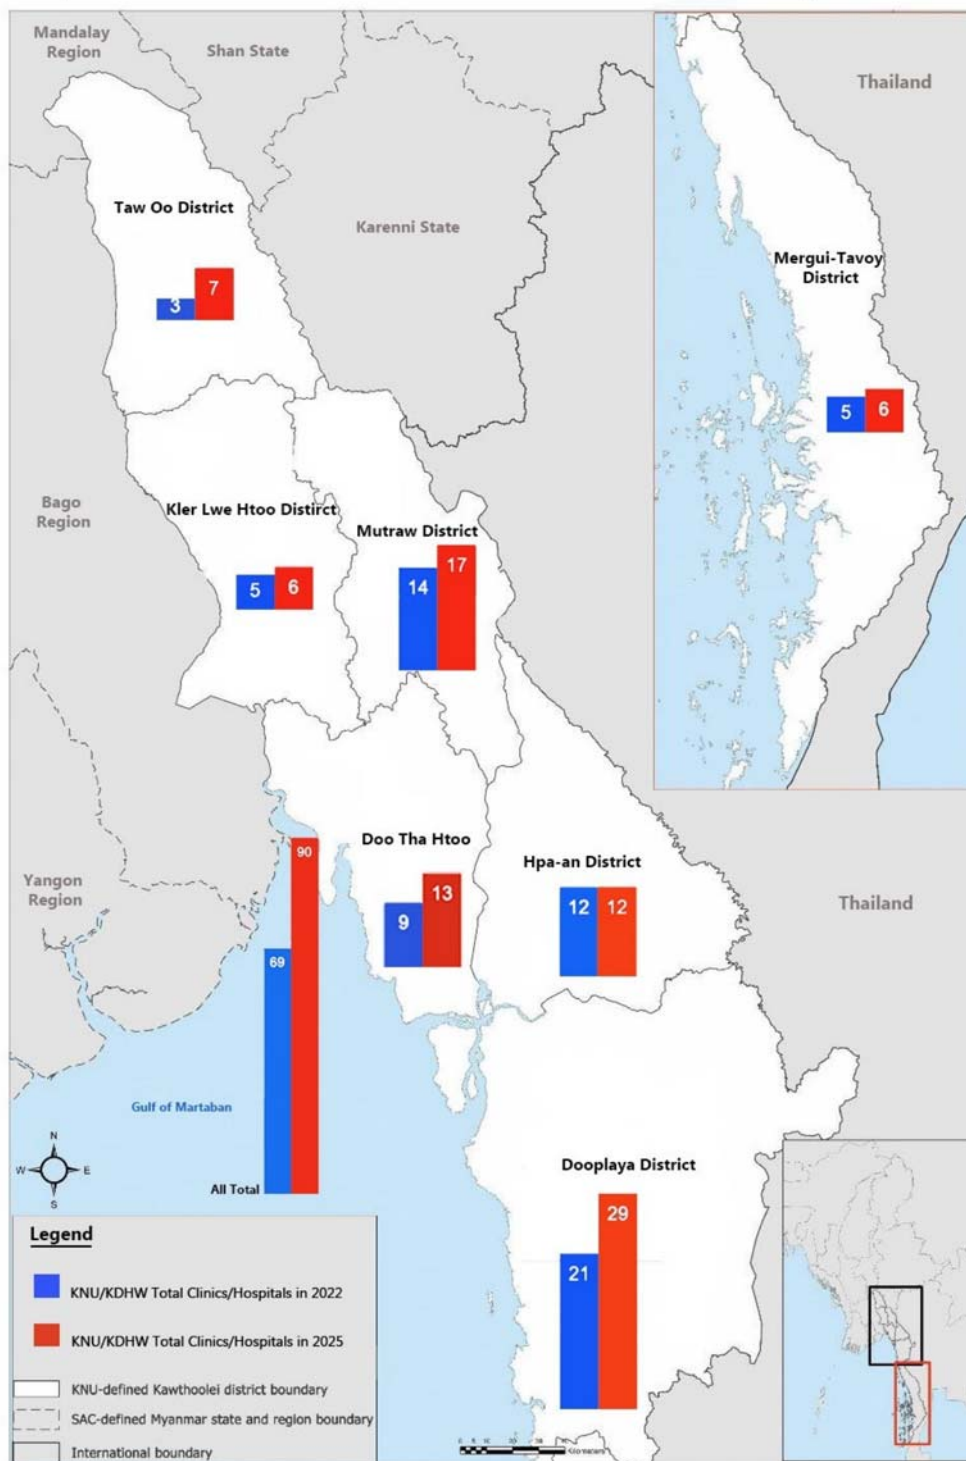 Mandalay
Region
Shan State
Thailand
Taw Oo District
Karenni State
3
7
Mergui-Tavoy
District
5
6
Bago
Region
Kler Lwe Htoo Distirct
5
6
Mutraw District
14
17
Doo Tha Htoo
9
13
Hpa-an District
12
12
Yangon
Region
Thailand
90
69
Gulf of Martaban
All Total
N
W
E
S
Dooplaya District
21
29
Legend
KNU/KDHW Total Clinics/Hospitals in 2022
KNU/KDHW Total Clinics/Hospitals in 2025
KNU-defined Kawthoolei district boundary
SAC-defined Myanmar state and region boundary
International boundary
Kilometers